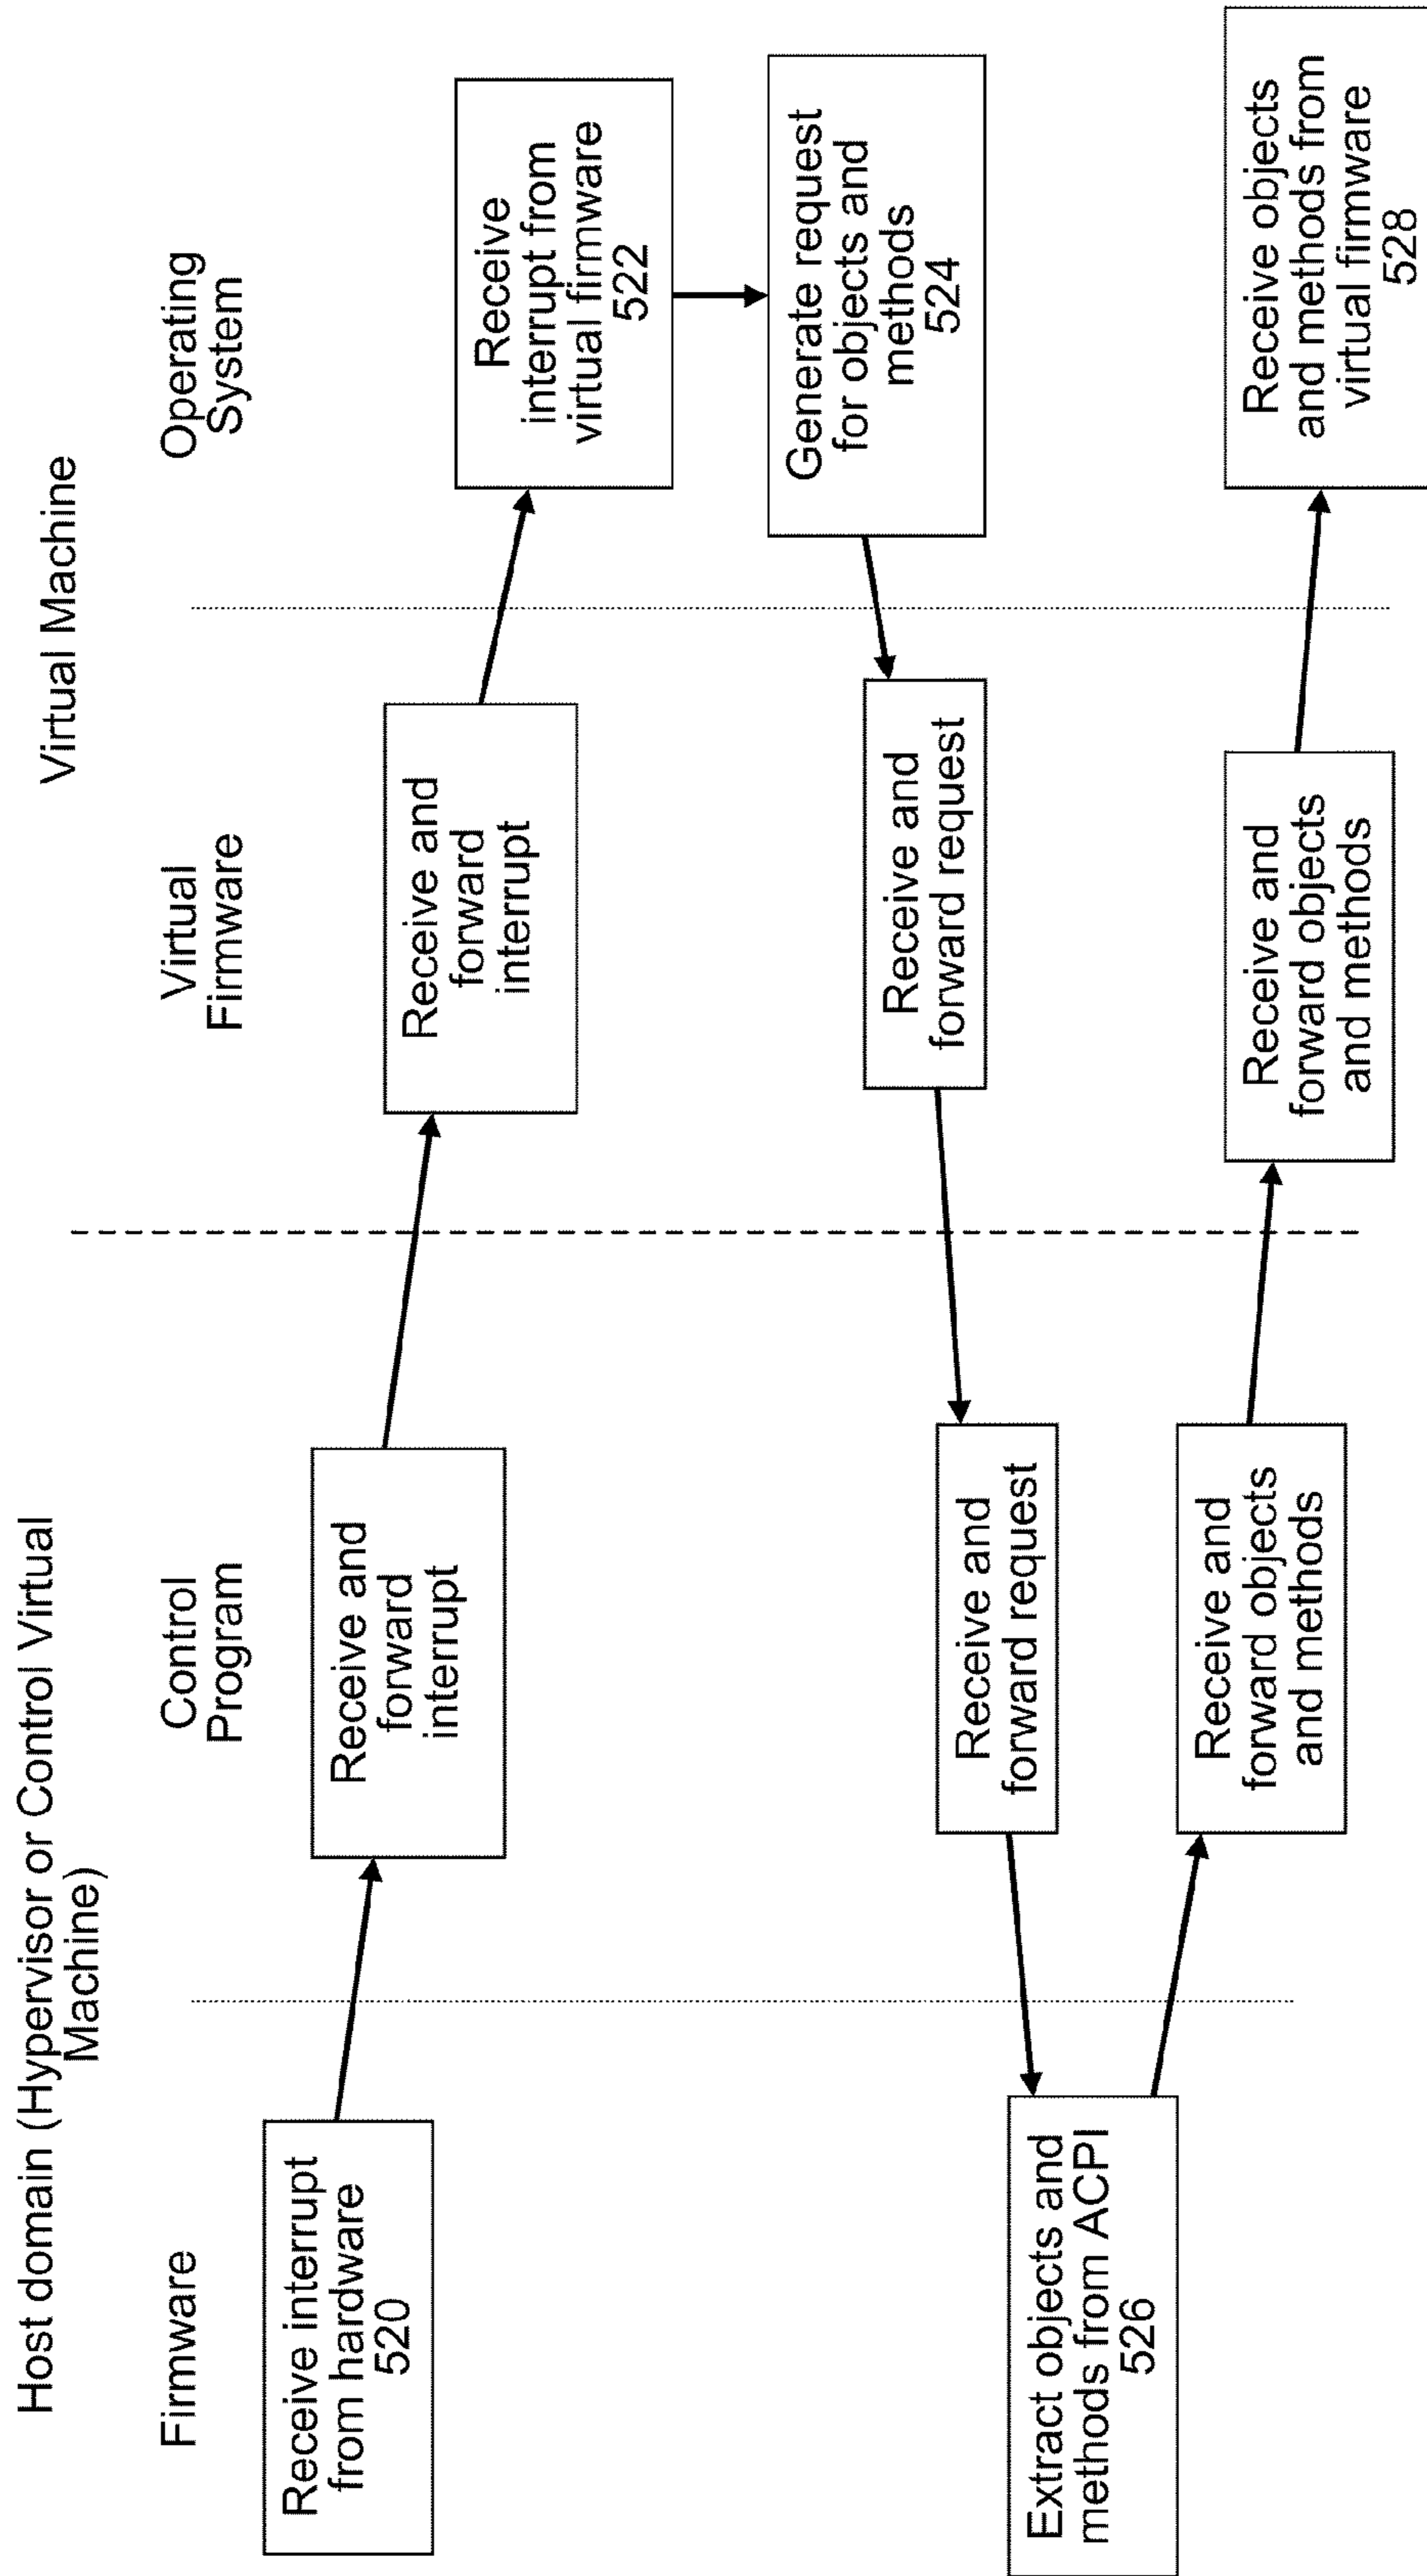 Host domain (Hypervisor or Control Virtual
Machine)
Virtual Machine
Firmware
Control
Program
Virtual
Firmware
Operating
System
Receive interrupt
from hardware
520
Receive and
forward
interrupt
Receive and
forward
interrupt
Receive
interrupt from
virtual firmware
522
Generate request
for objects and
methods
524
Receive and
forward request
Receive and
forward request
Extract objects and
methods from ACPI
526
Receive and
forward objects
and methods
Receive and
forward objects
and methods
Receive objects
and methods from
virtual firmware
528